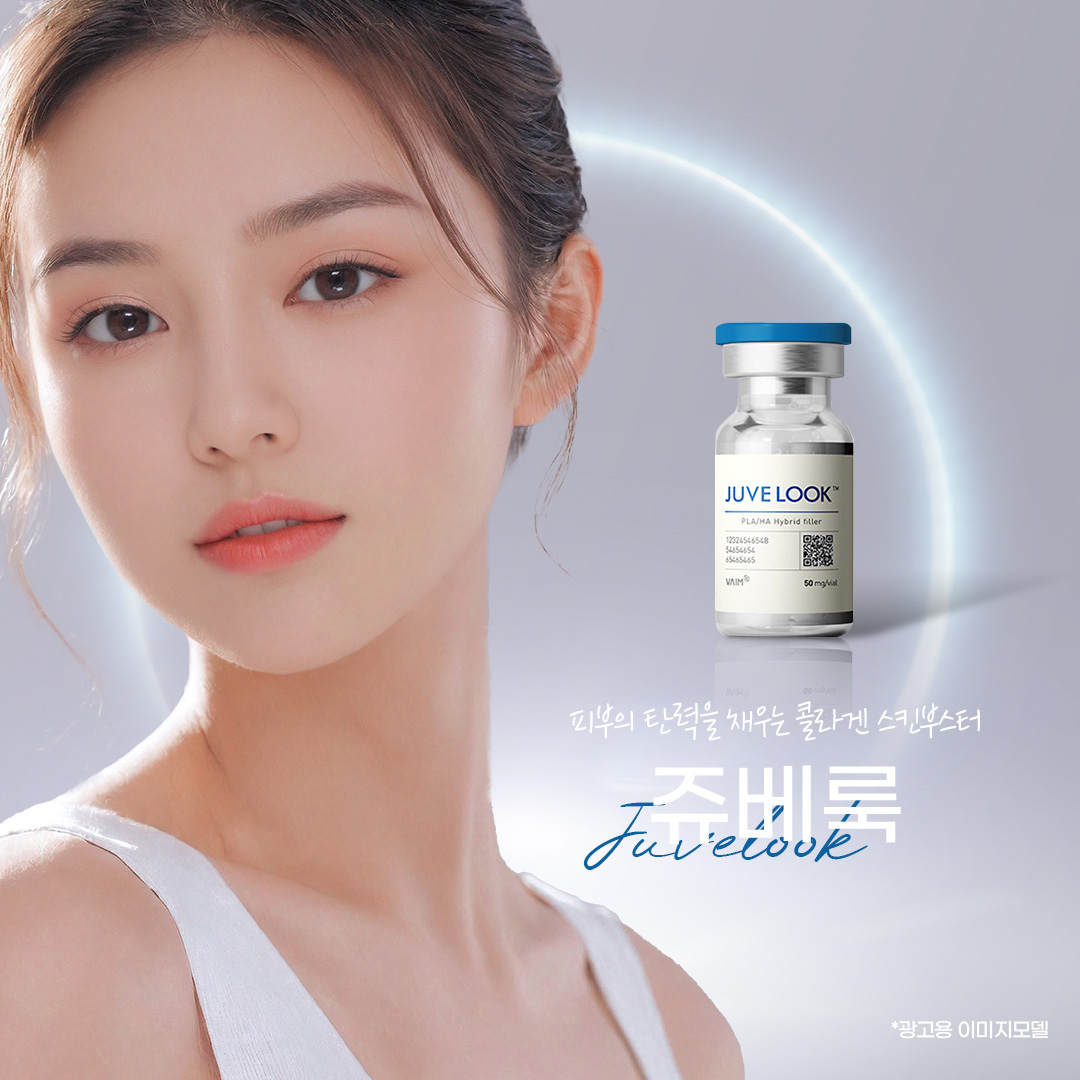 JUVE LOOK™
PLA/HA Hybrid filler
12324546548
54654654
65465465
VAIM
50 mg/vial
피부의 탄력을 채우는 콜라겐 스킨부스터
쥬베룩
Juvelook
*광고용 이미지모델